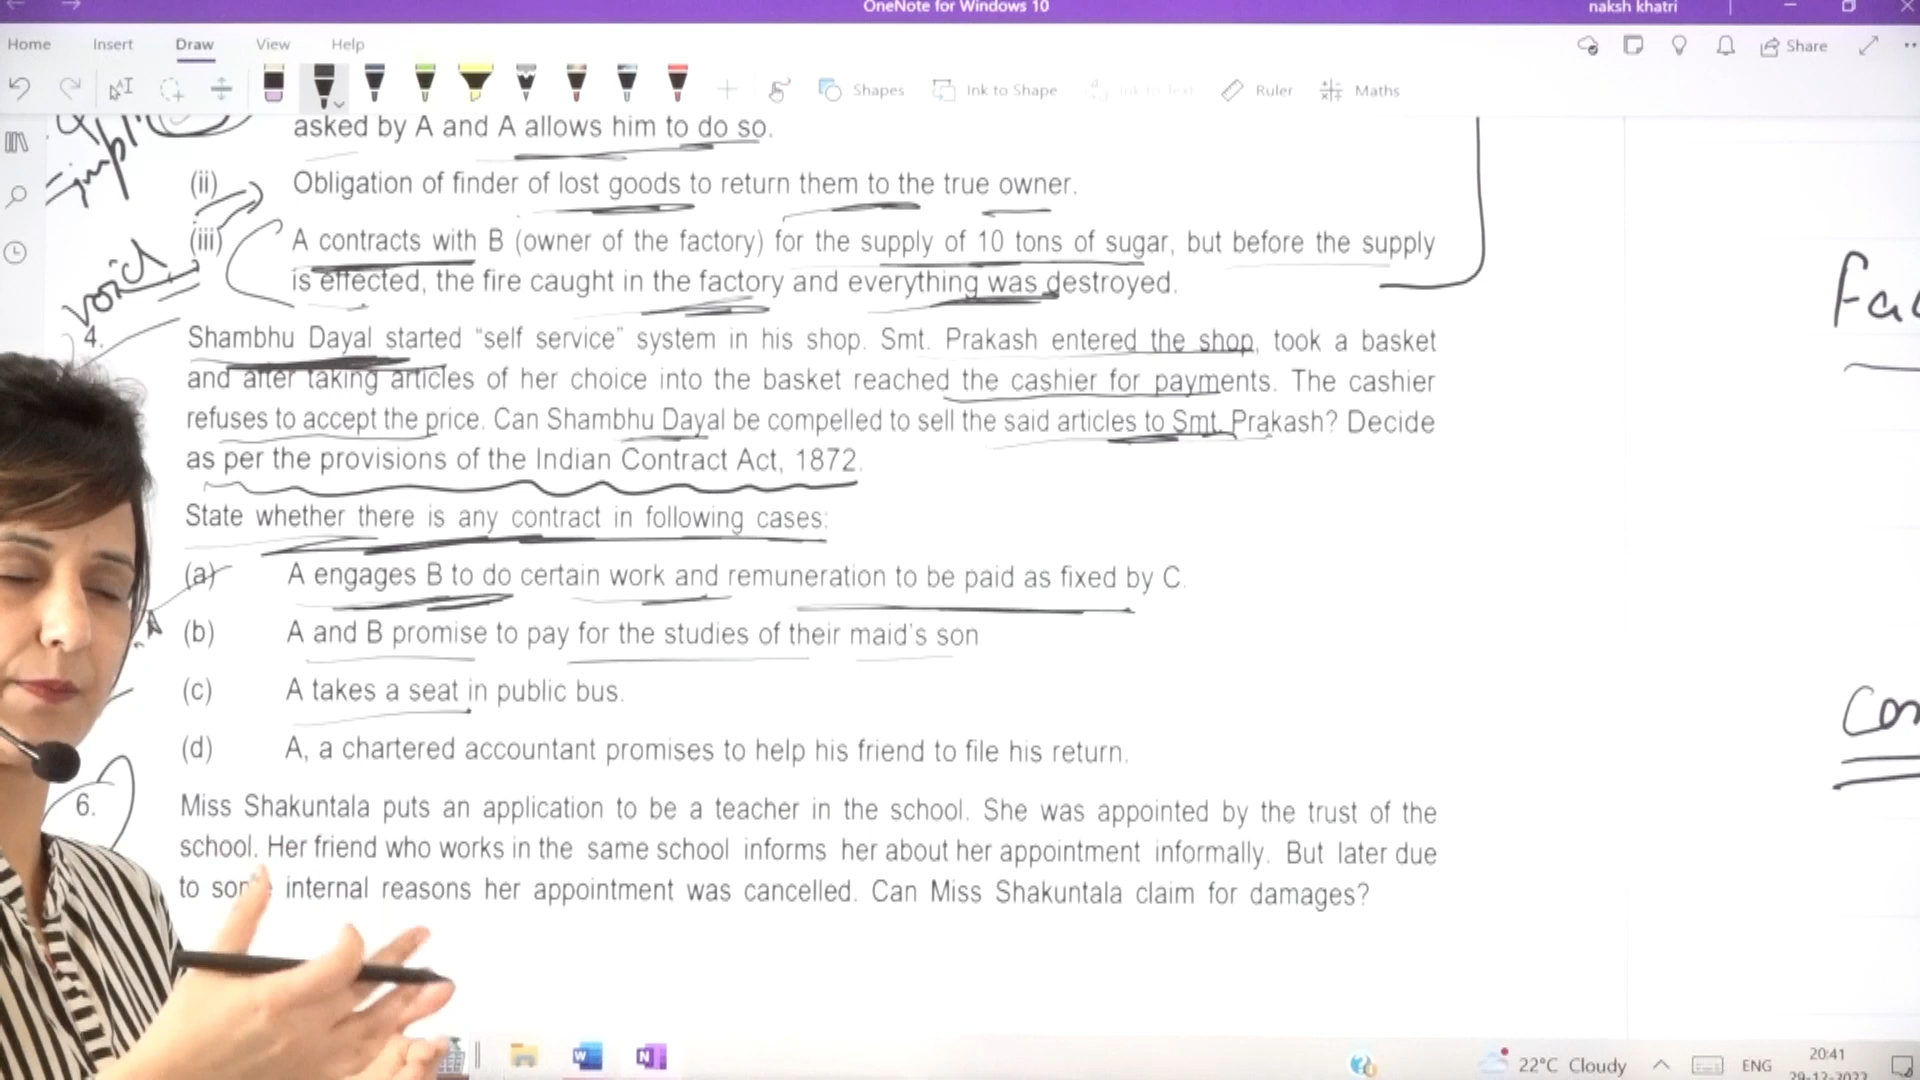 OneNote for Windows 10
naksh khatri
Home Insert Draw View Help
Share
Shapes Ink to Shape Ink to Text Ruler Maths
asked by A and A allows him to do so.
impl
(ii) Obligation of finder of lost goods to return them to the true owner.
(iii) A contracts with B (owner of the factory) for the supply of 10 tons of sugar, but before the supply
is effected, the fire caught in the factory and everything was destroyed.
void
4. Shambhu Dayal started “self service” system in his shop. Smt. Prakash entered the shop, took a basket
and after taking articles of her choice into the basket reached the cashier for payments. The cashier
refuses to accept the price. Can Shambhu Dayal be compelled to sell the said articles to Smt. Prakash? Decide
as per the provisions of the Indian Contract Act, 1872.
State whether there is any contract in following cases:
(a) A engages B to do certain work and remuneration to be paid as fixed by C.
(b) A and B promise to pay for the studies of their maid's son
(c) A takes a seat in public bus.
(d) A, a chartered accountant promises to help his friend to file his return.
6. Miss Shakuntala puts an application to be a teacher in the school. She was appointed by the trust of the
school. Her friend who works in the same school informs her about her appointment informally. But later due
to internal reasons her appointment was cancelled. Can Miss Shakuntala claim for damages?
Fac
Con
22°C Cloudy ENG
20:41
29-12-2022